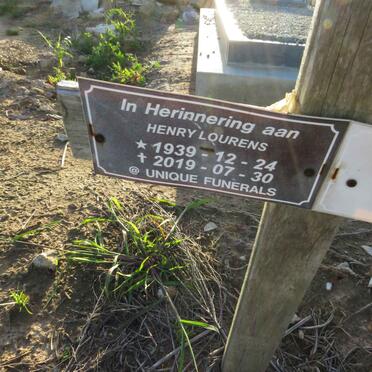 In Herinnering aan
HENRY LOURENS
★ 1939 - 12 - 24
✝ 2019 - 07 - 30
@ UNIQUE FUNERALS